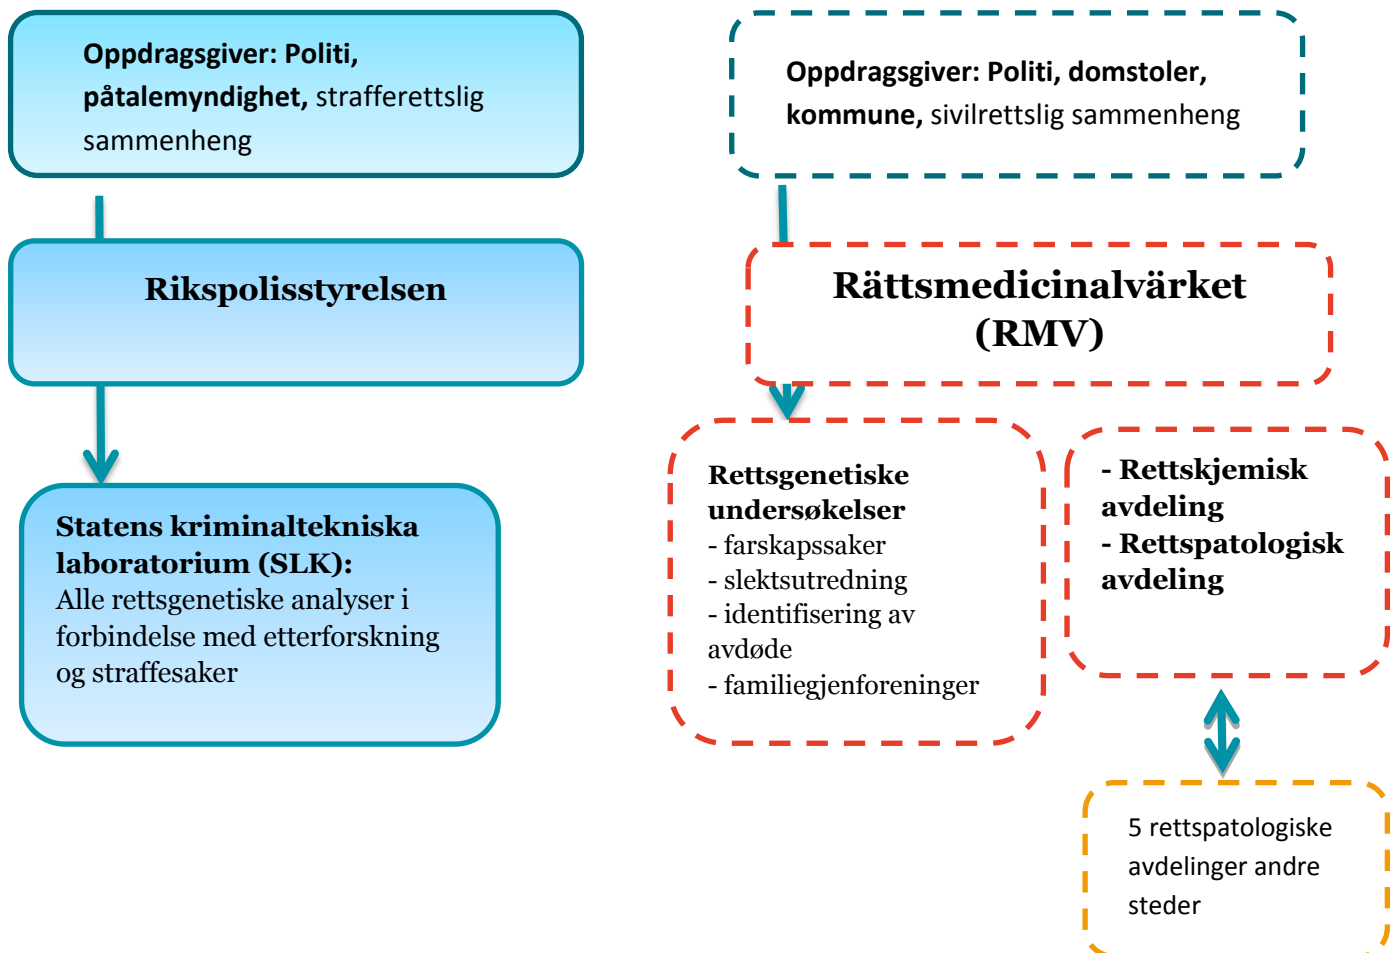 Oppdragsgiver: Politi,
påtalemyndighet, strafferettslig
sammenheng
Rikspolisstyrelsen
Statens kriminaltekniska
laboratorium (SLK):
Alle rettsgenetiske analyser i
forbindelse med etterforskning
og straffesaker
Oppdragsgiver: Politi, domstoler,
kommune, sivilrettslig sammenheng
Rättsmedicinalvärket
(RMV)
Rettsgenetiske
undersøkelser
- farskapssaker
- slektsutredning
- identifisering av
avdøde
- familiegjenforeninger
- Rettskjemisk
avdeling
- Rettspatologisk
avdeling
5 rettspatologiske
avdelinger andre
steder